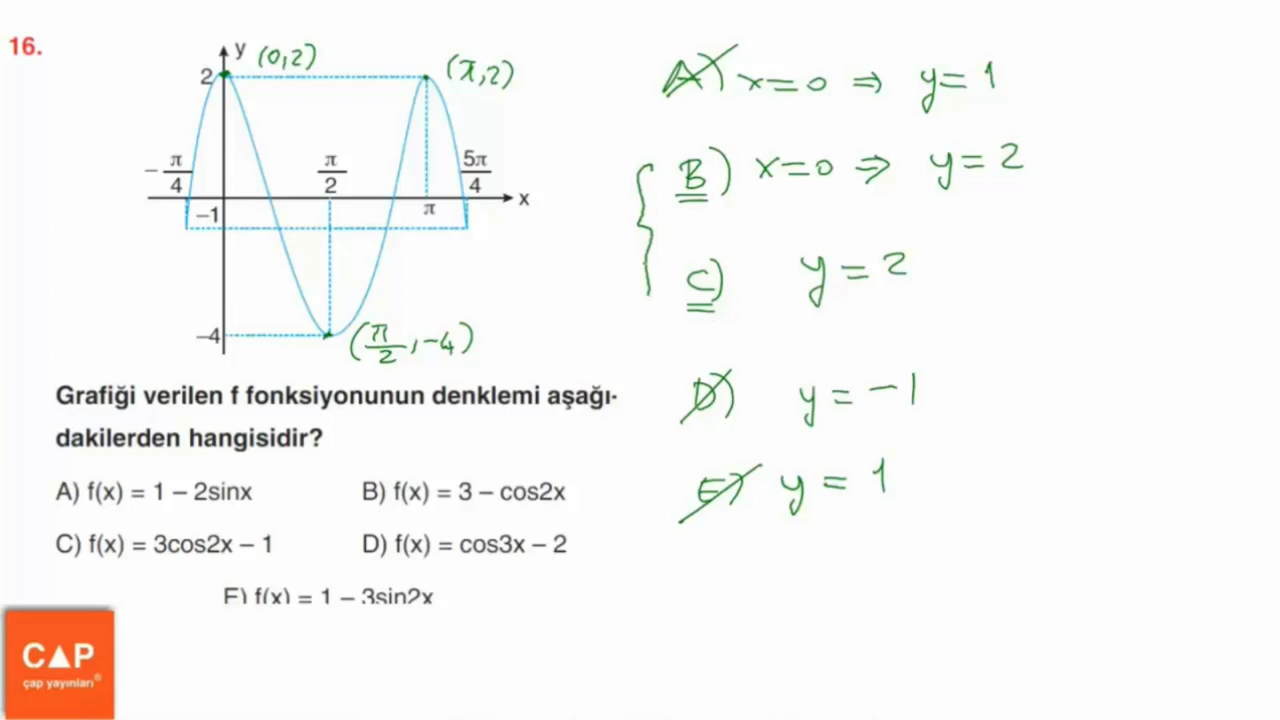 16.
y
(0,2)
(π,2)
2
-π/4
π/2
5π/4
x
-1
π
-4
(π/2, -4)
Grafiği verilen f fonksiyonunun denklemi aşağı-
dakilerden hangisidir?
A) f(x) = 1 – 2sinx
B) f(x) = 3 – cos2x
C) f(x) = 3cos2x – 1
D) f(x) = cos3x – 2
E) f(x) = 1 – 3sin2x
A) x=0 ⇒ y=1
B) x=0 ⇒ y=2
C) y=2
D) y=-1
E) y=1
CAP
çap yayınları®